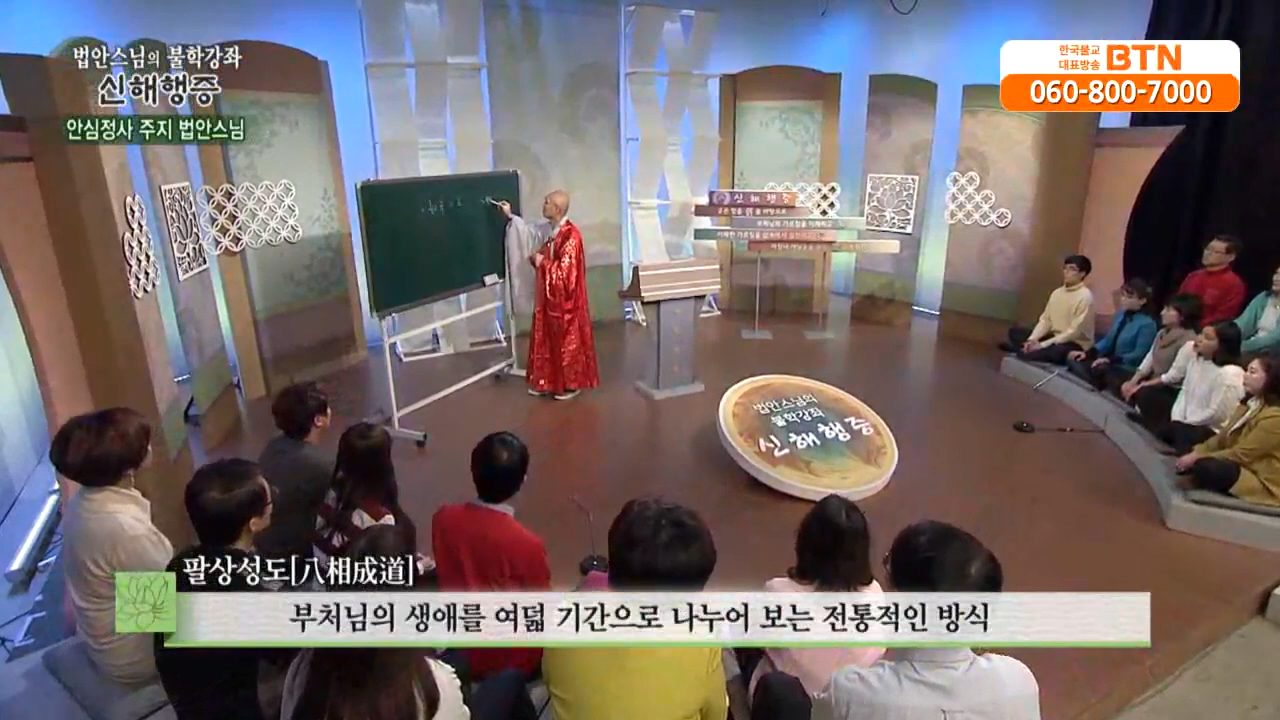 법안스님의 불학강좌
신해행증
안심정사 주지 법안스님
한국불교
대표방송
BTN
060-800-7000
신해행증
법안스님의
불학강좌
신해행증
팔상성도[八相成道]
부처님의 생애를 여덟 기간으로 나누어 보는 전통적인 방식